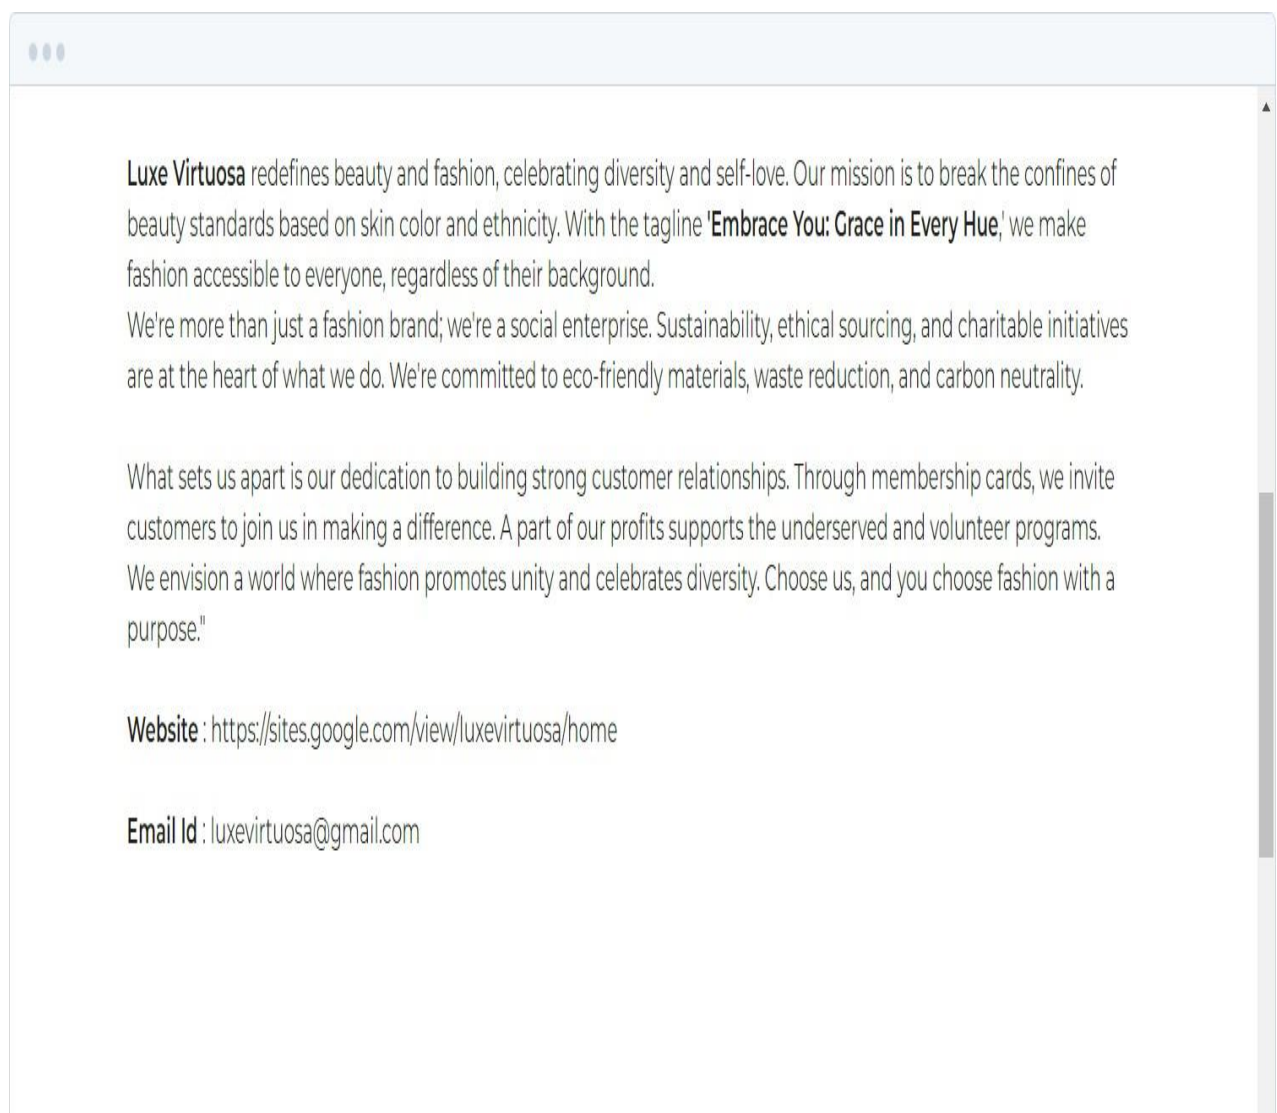 Luxe Virtuosa redefines beauty and fashion, celebrating diversity and self-love. Our mission is to break the confines of
beauty standards based on skin color and ethnicity. With the tagline 'Embrace You: Grace in Every Hue,' we make
fashion accessible to everyone, regardless of their background.
We're more than just a fashion brand; we're a social enterprise. Sustainability, ethical sourcing, and charitable initiatives
are at the heart of what we do. We're committed to eco-friendly materials, waste reduction, and carbon neutrality.
What sets us apart is our dedication to building strong customer relationships. Through membership cards, we invite
customers to join us in making a difference. A part of our profits supports the underserved and volunteer programs.
We envision a world where fashion promotes unity and celebrates diversity. Choose us, and you choose fashion with a
purpose."
Website : https://sites.google.com/view/luxevirtuosa/home
Email Id : luxevirtuosa@gmail.com